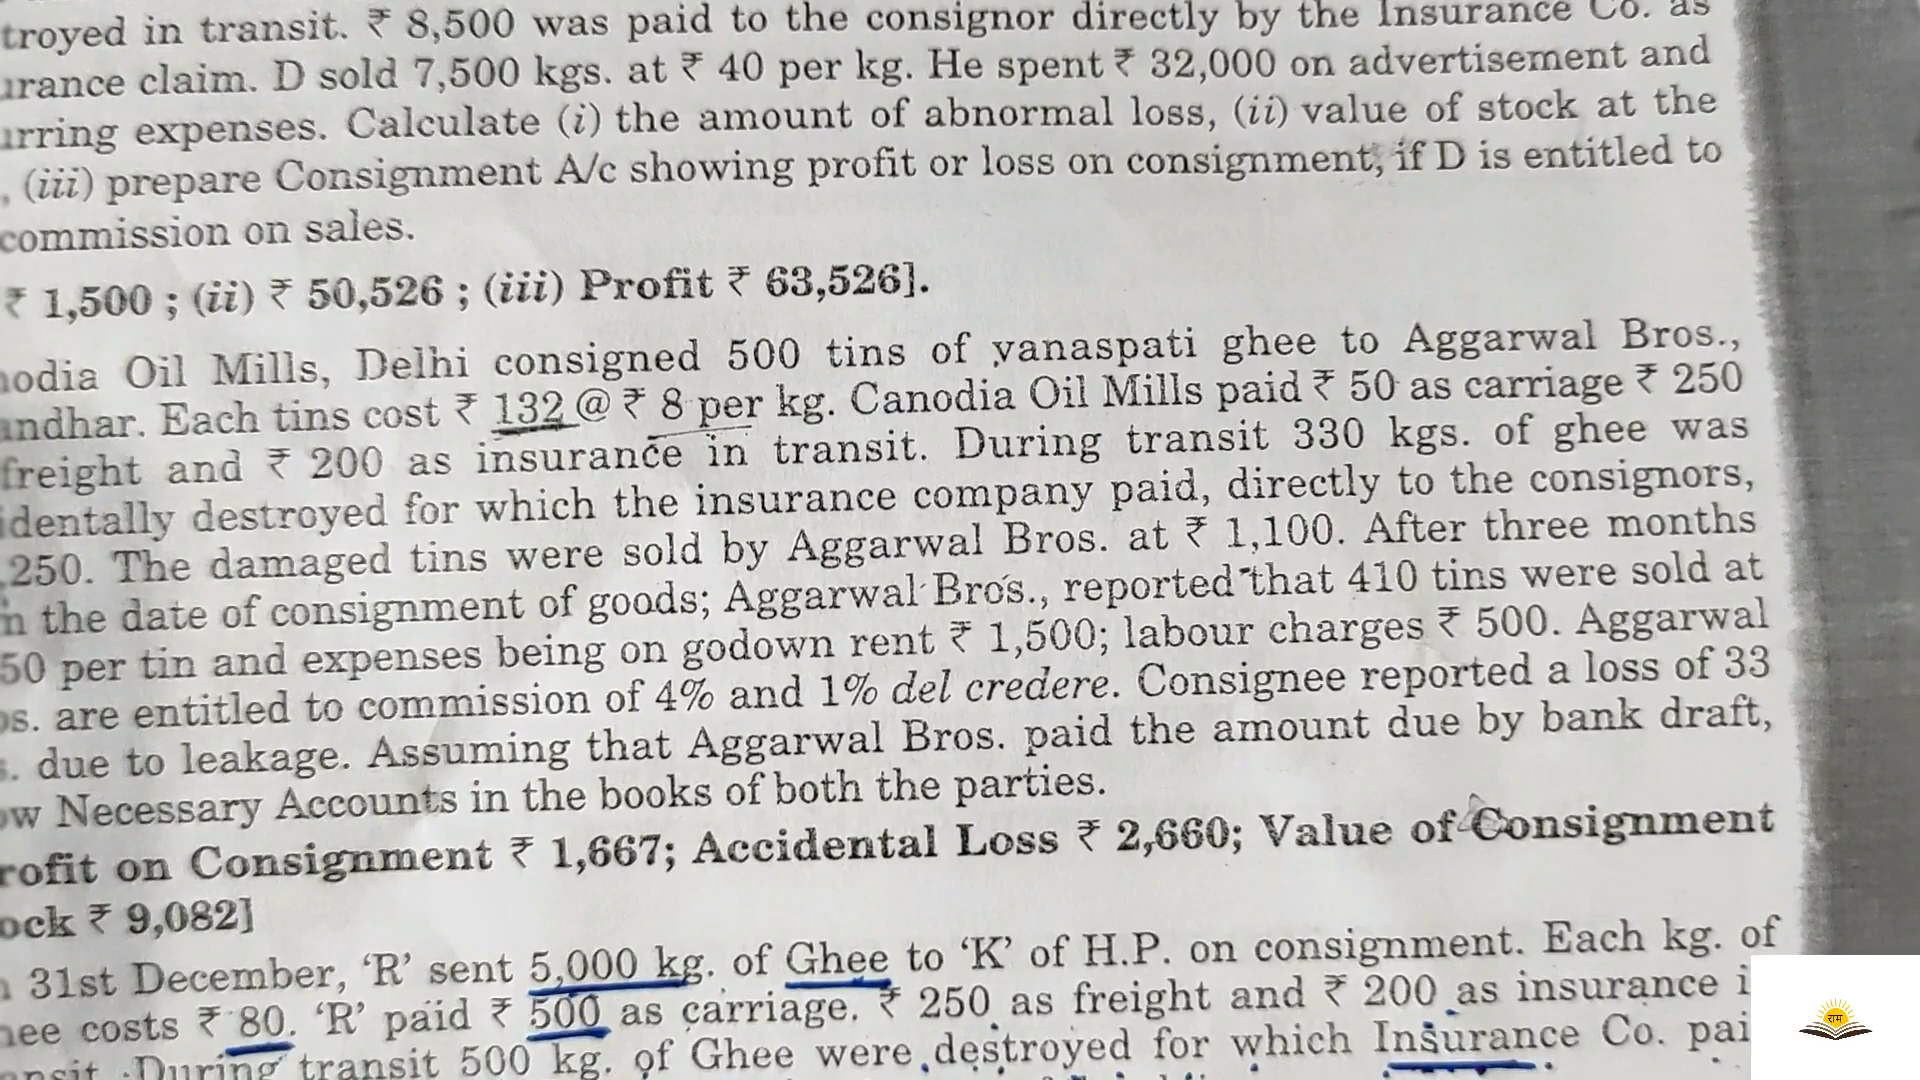 troyed in transit. ₹ 8,500 was paid to the consignor directly by the Insurance Co. as
urance claim. D sold 7,500 kgs. at ₹ 40 per kg. He spent ₹ 32,000 on advertisement and
urring expenses. Calculate (i) the amount of abnormal loss, (ii) value of stock at the
, (iii) prepare Consignment A/c showing profit or loss on consignment, if D is entitled to
commission on sales.
₹ 1,500 ; (ii) ₹ 50,526 ; (iii) Profit ₹ 63,526].
nodia Oil Mills, Delhi consigned 500 tins of vanaspati ghee to Aggarwal Bros.,
andhar. Each tins cost ₹ 132 @ ₹ 8 per kg. Canodia Oil Mills paid ₹ 50 as carriage ₹ 250
freight and ₹ 200 as insurance in transit. During transit 330 kgs. of ghee was
identally destroyed for which the insurance company paid, directly to the consignors,
250. The damaged tins were sold by Aggarwal Bros. at ₹ 1,100. After three months
m the date of consignment of goods; Aggarwal Bros., reported that 410 tins were sold at
50 per tin and expenses being on godown rent ₹ 1,500; labour charges ₹ 500. Aggarwal
os. are entitled to commission of 4% and 1% del credere. Consignee reported a loss of 33
s. due to leakage. Assuming that Aggarwal Bros. paid the amount due by bank draft,
ow Necessary Accounts in the books of both the parties.
rofit on Consignment ₹ 1,667; Accidental Loss ₹ 2,660; Value of Consignment
ock ₹ 9,082]
n 31st December, ‘R’ sent 5,000 kg. of Ghee to ‘K’ of H.P. on consignment. Each kg. of
hee costs ₹ 80. ‘R’ paid ₹ 500 as carriage. ₹ 250 as freight and ₹ 200 as insurance i
ansit. During transit 500 kg. of Ghee were destroyed for which Insurance Co. pai
राम